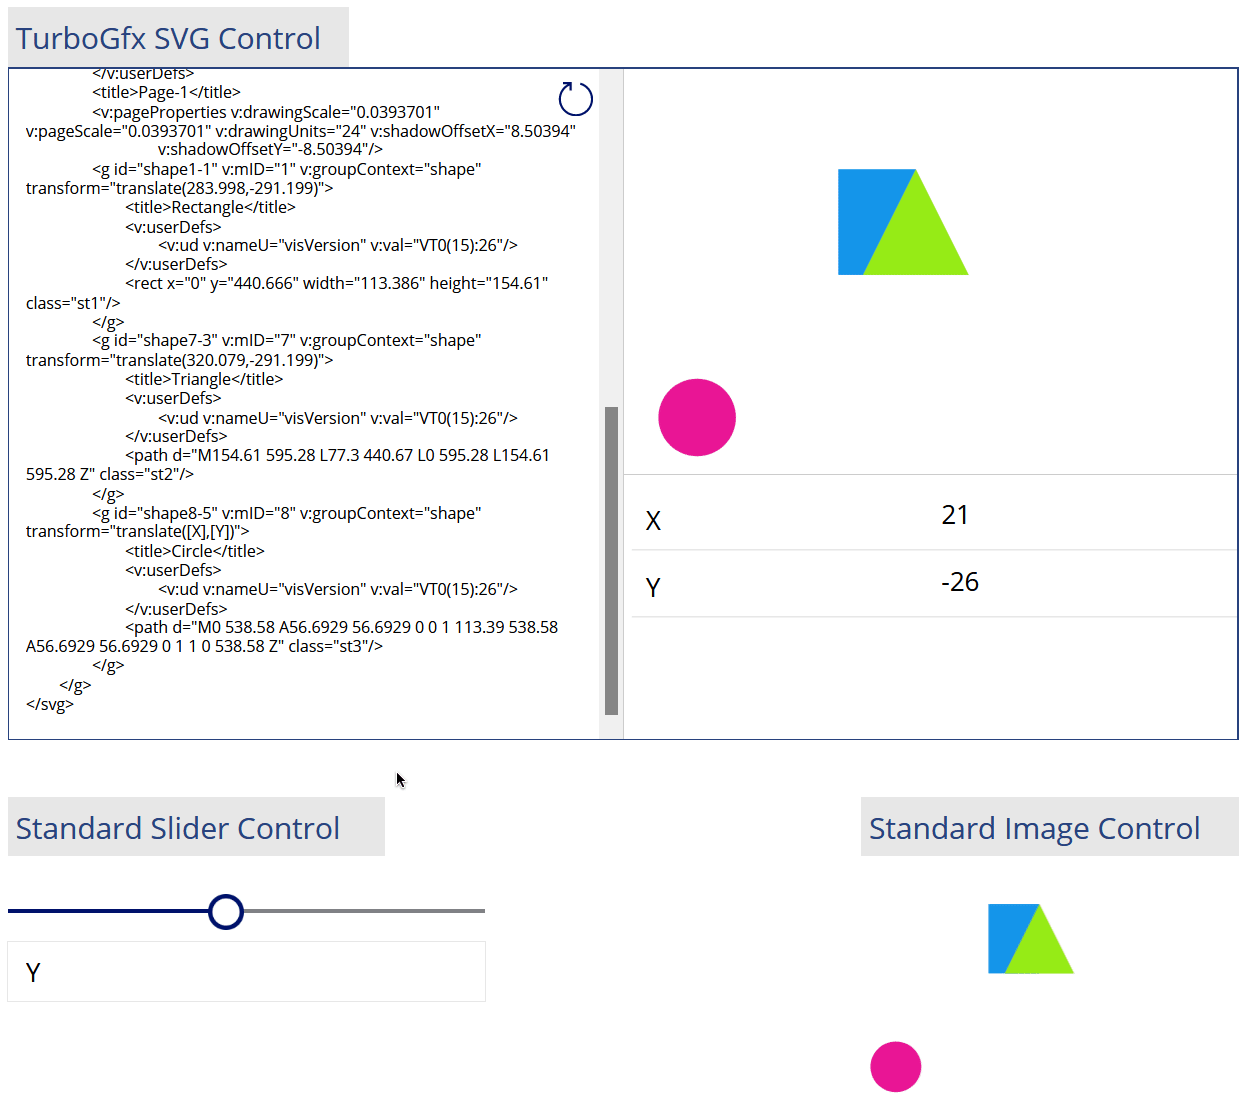 TurboGfx SVG Control
</v:userDefs>
<title>Page-1</title>
<v:pageProperties v:drawingScale="0.0393701"
v:pageScale="0.0393701" v:drawingUnits="24" v:shadowOffsetX="8.50394"
v:shadowOffsetY="-8.50394"/>
<g id="shape1-1" v:mID="1" v:groupContext="shape"
transform="translate(283.998,-291.199)">
<title>Rectangle</title>
<v:userDefs>
<v:ud v:nameU="visVersion" v:val="VT0(15):26"/>
</v:userDefs>
<rect x="0" y="440.666" width="113.386" height="154.61"
class="st1"/>
</g>
<g id="shape7-3" v:mID="7" v:groupContext="shape"
transform="translate(320.079,-291.199)">
<title>Triangle</title>
<v:userDefs>
<v:ud v:nameU="visVersion" v:val="VT0(15):26"/>
</v:userDefs>
<path d="M154.61 595.28 L77.3 440.67 L0 595.28 L154.61
595.28 Z" class="st2"/>
</g>
<g id="shape8-5" v:mID="8" v:groupContext="shape"
transform="translate([X],[Y])">
<title>Circle</title>
<v:userDefs>
<v:ud v:nameU="visVersion" v:val="VT0(15):26"/>
</v:userDefs>
<path d="M0 538.58 A56.6929 56.6929 0 0 1 113.39 538.58
A56.6929 56.6929 0 1 1 0 538.58 Z" class="st3"/>
</g>
</g>
</svg>
X 21
Y -26
Standard Slider Control
Y
Standard Image Control